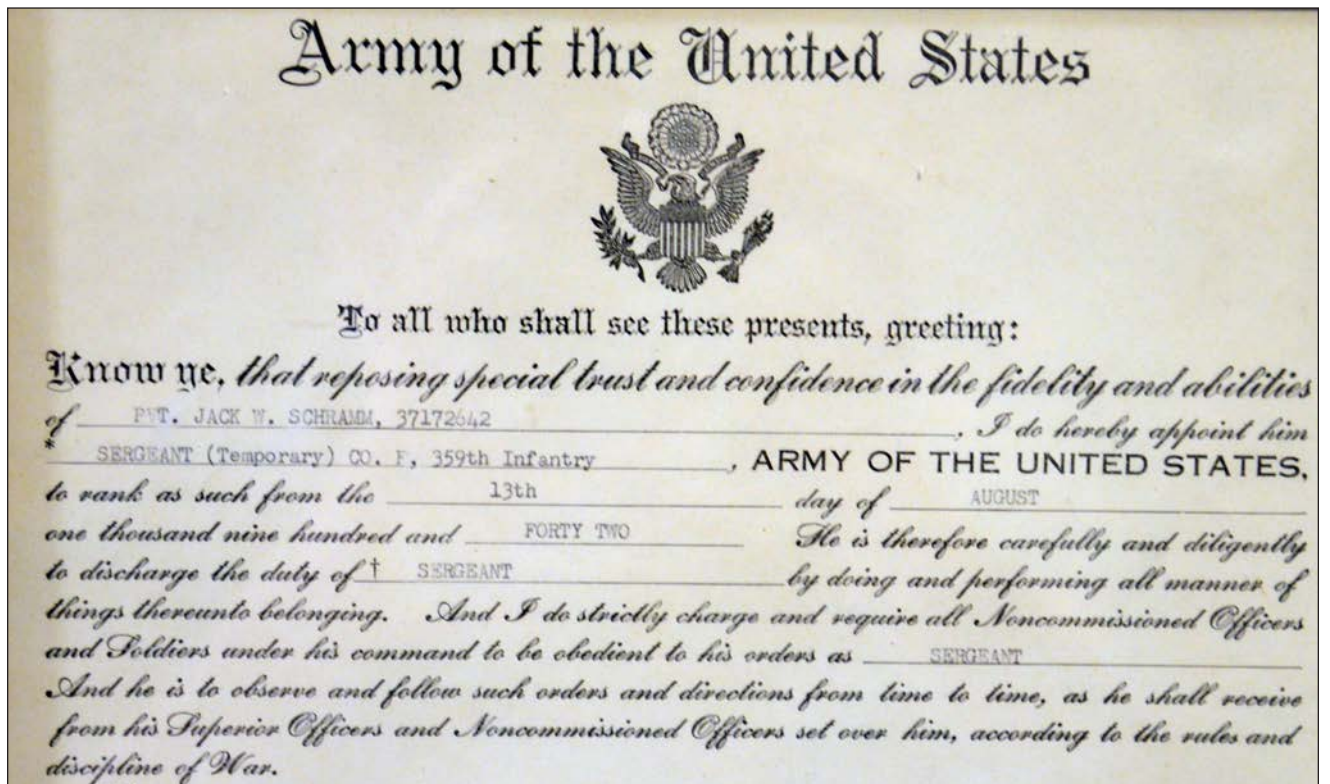 Army of the United States
To all who shall see these presents, greeting:
Know ye, that reposing special trust and confidence in the fidelity and abilities
of PVT. JACK W. SCHRAMM, 37172642 , I do hereby appoint him
* SERGEANT (Temporary) CO. F, 359th Infantry , ARMY OF THE UNITED STATES,
to rank as such from the 13th day of AUGUST
one thousand nine hundred and FORTY TWO He is therefore carefully and diligently
to discharge the duty of † SERGEANT by doing and performing all manner of
things thereunto belonging. And I do strictly charge and require all Noncommissioned Officers
and Soldiers under his command to be obedient to his orders as SERGEANT
And he is to observe and follow such orders and directions from time to time, as he shall receive
from his Superior Officers and Noncommissioned Officers set over him, according to the rules and
discipline of War.